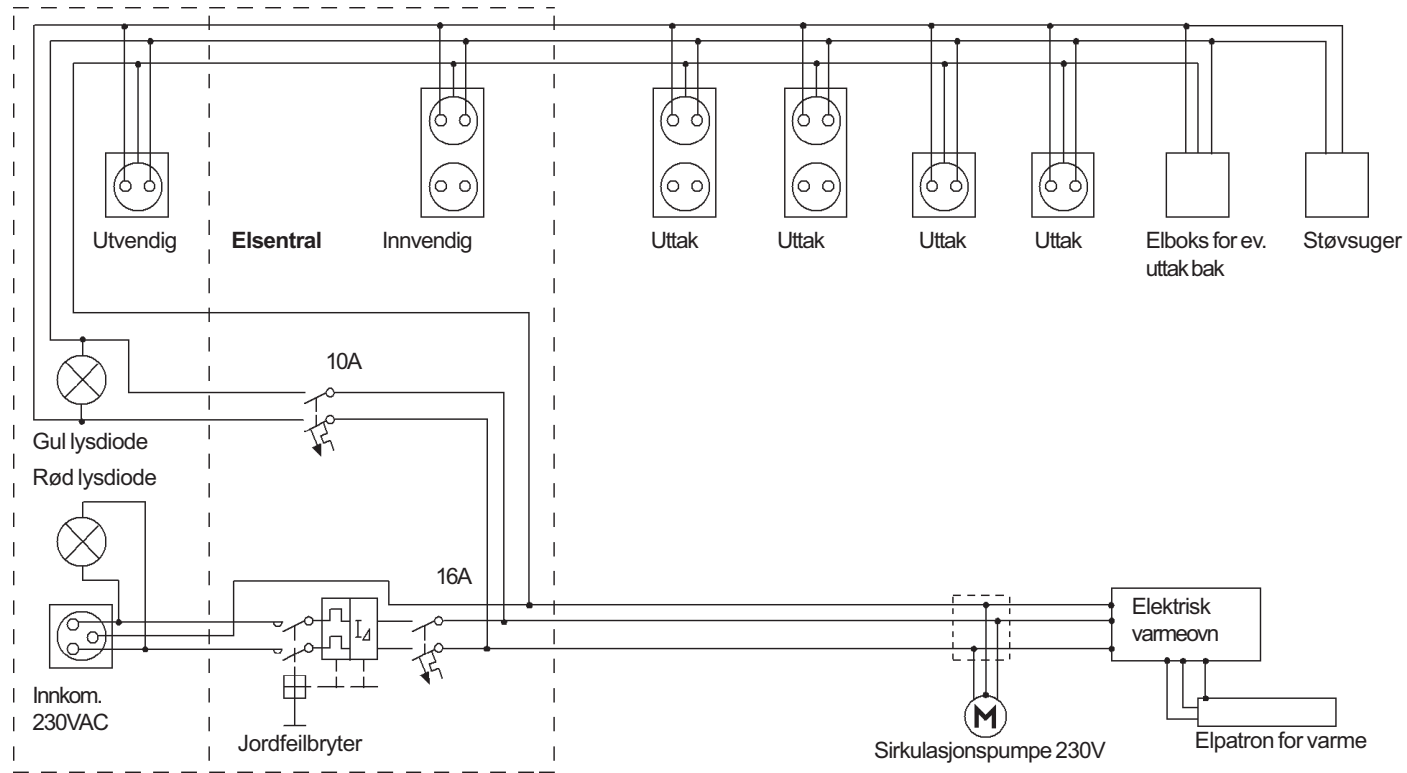 Utvendig
Elsentral
Innvendig
Uttak
Uttak
Uttak
Uttak
Elboks for ev.
uttak bak
Støvsuger
10A
Gul lysdiode
Rød lysdiode
16A
I⊿
Elektrisk
varmeovn
Innkom.
230VAC
Jordfeilbryter
M
Sirkulasjonspumpe 230V
Elpatron for varme